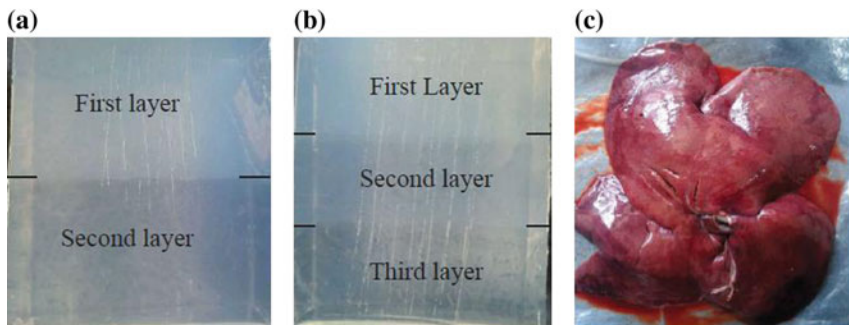 (a)
First layer
Second layer
(b)
First Layer
Second layer
Third layer
(c)